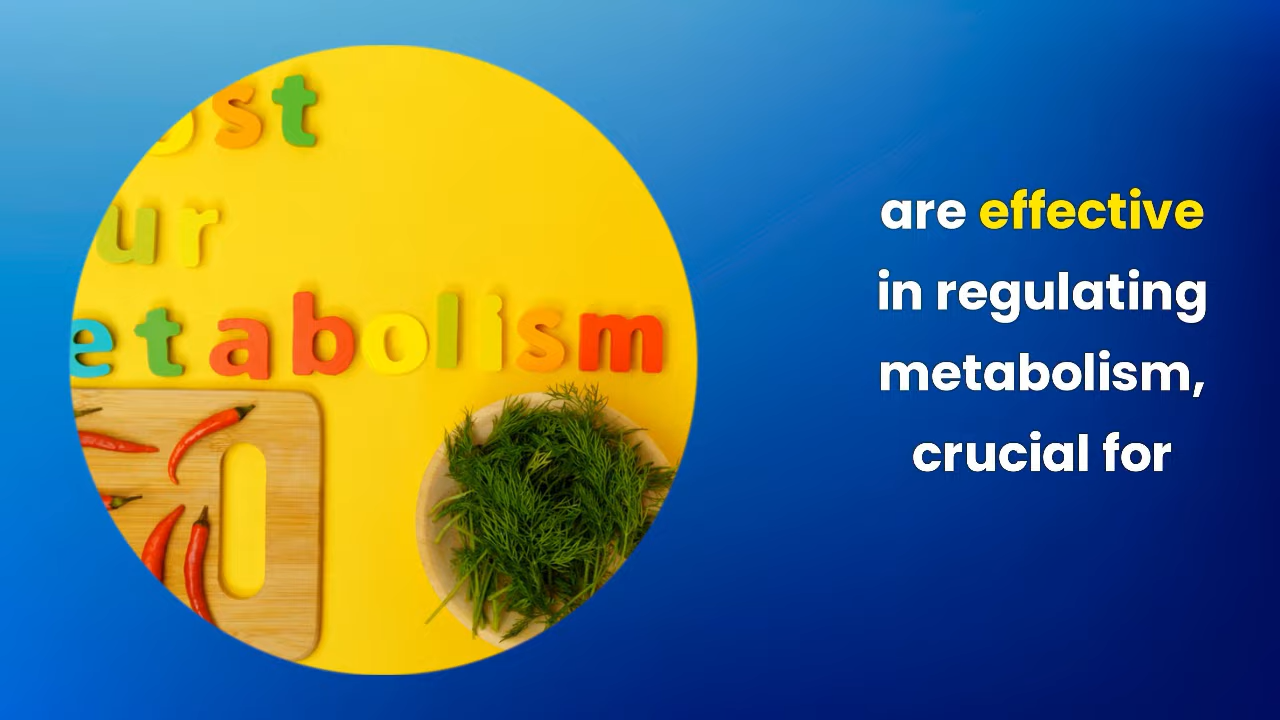 st
ur
etabolism
are effective
in regulating
metabolism,
crucial for